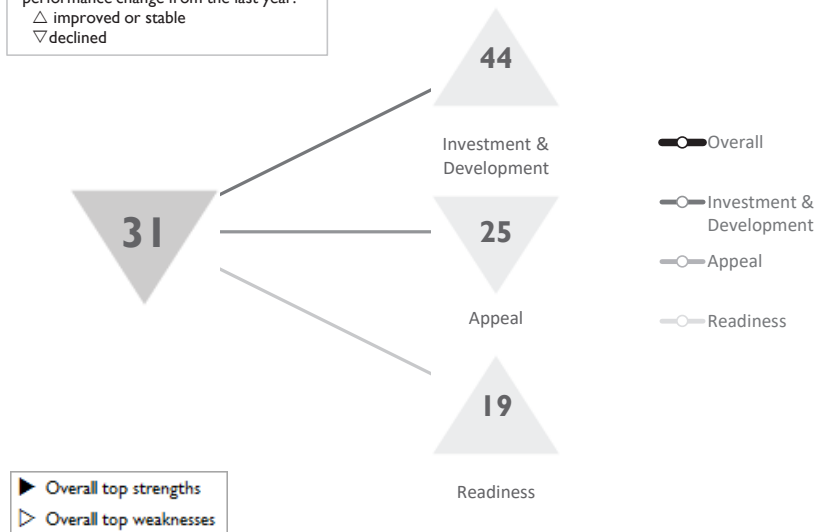 performance change from the last year.
△ improved or stable
▽ declined
44
Investment &
Development
31
25
Appeal
19
Readiness
Overall
Investment &
Development
Appeal
Readiness
▶ Overall top strengths
▷ Overall top weaknesses